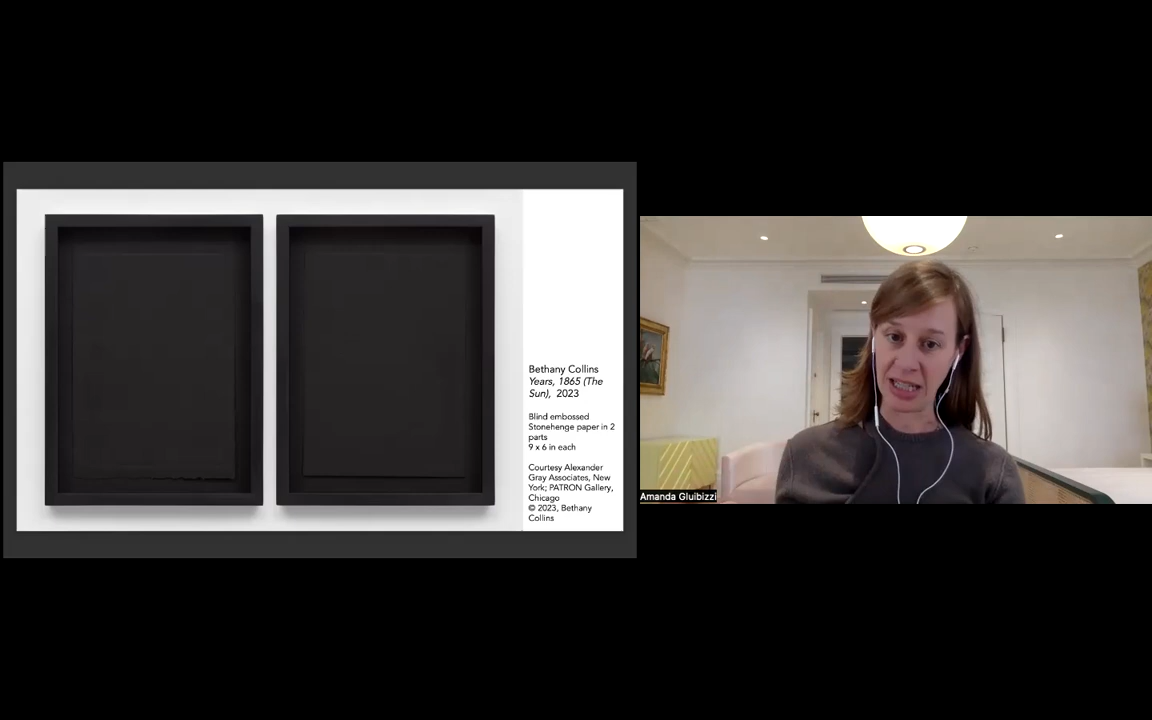 Bethany Collins
Years, 1865 (The
Sun), 2023
Blind embossed
Stonehenge paper in 2
parts
9 x 6 in each
Courtesy Alexander
Gray Associates, New
York; PATRON Gallery,
Chicago
© 2023, Bethany
Collins
Amanda Gluibizzi